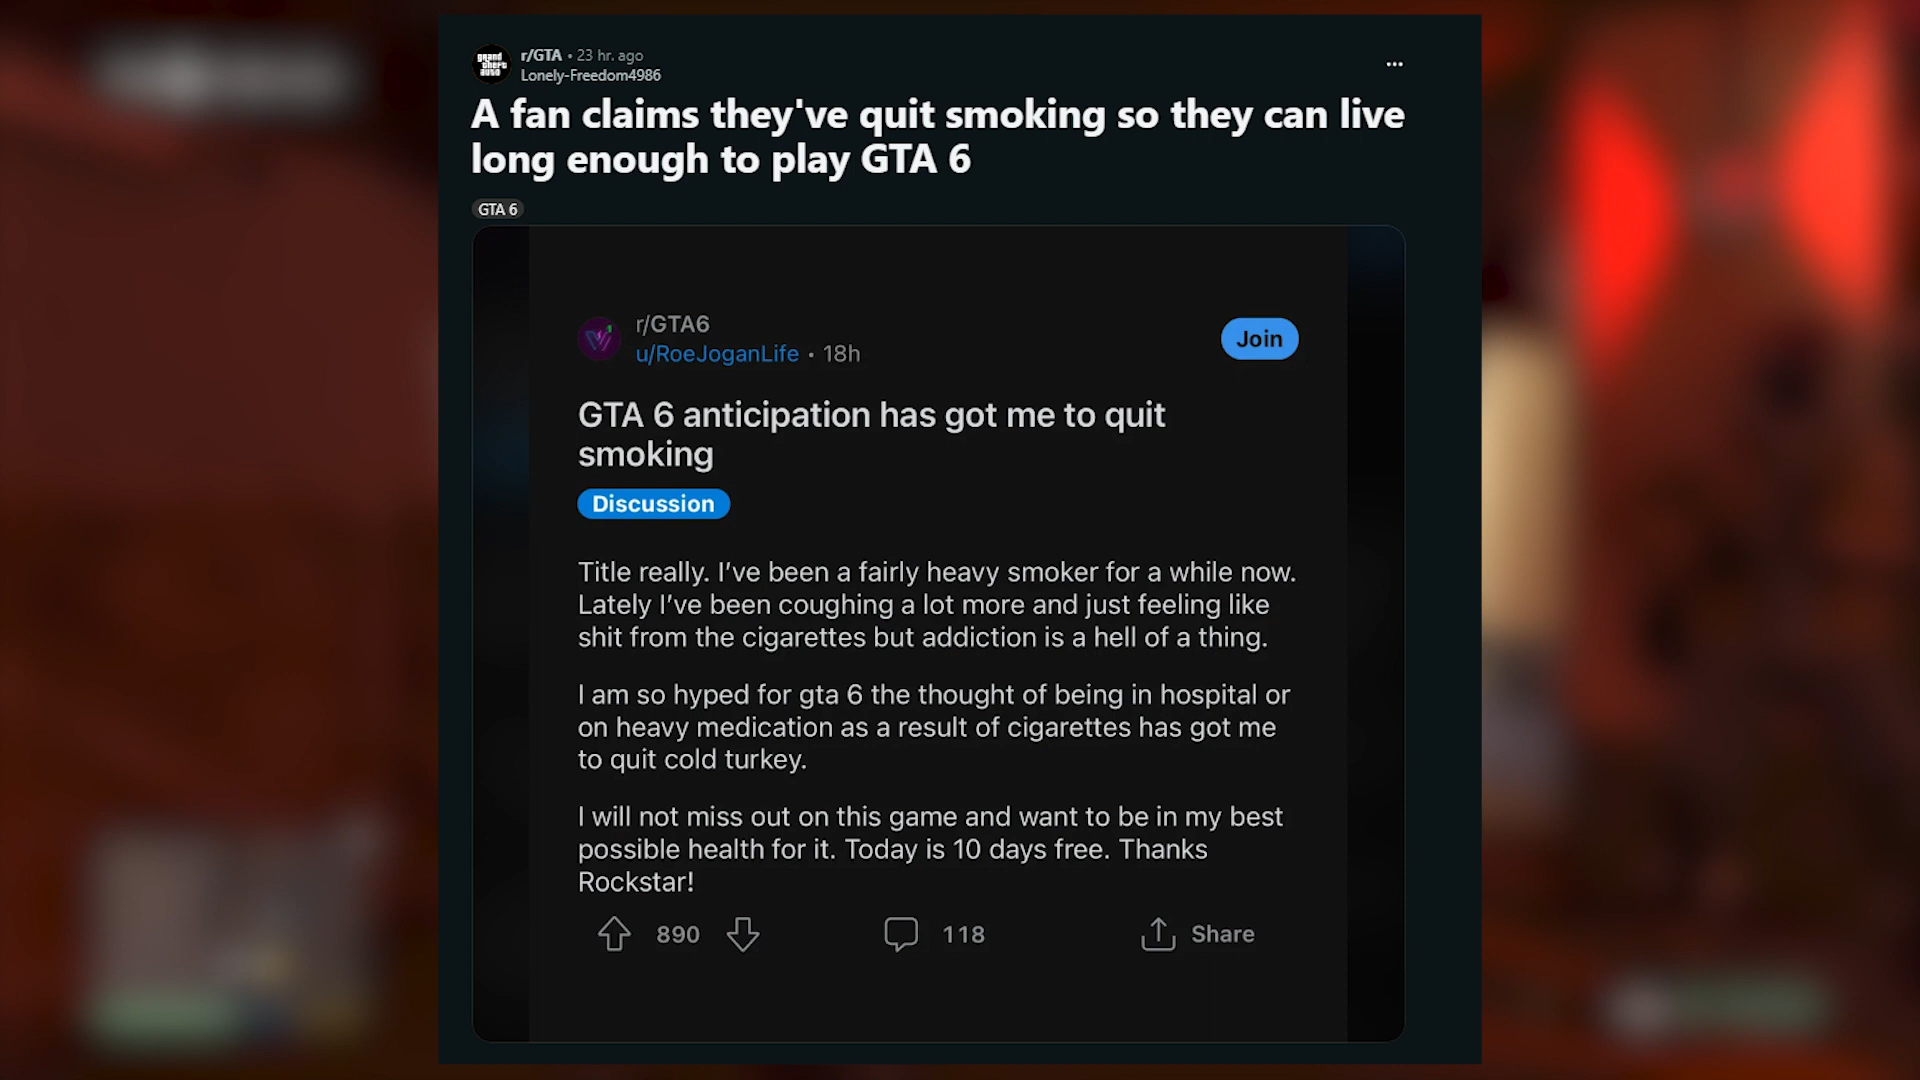 grand
theft
auto
r/GTA • 23 hr. ago
Lonely-Freedom4986
A fan claims they've quit smoking so they can live
long enough to play GTA 6
GTA 6
r/GTA6
u/RoeJoganLife • 18h
Join
GTA 6 anticipation has got me to quit
smoking
Discussion
Title really. I’ve been a fairly heavy smoker for a while now.
Lately I’ve been coughing a lot more and just feeling like
shit from the cigarettes but addiction is a hell of a thing.
I am so hyped for gta 6 the thought of being in hospital or
on heavy medication as a result of cigarettes has got me
to quit cold turkey.
I will not miss out on this game and want to be in my best
possible health for it. Today is 10 days free. Thanks
Rockstar!
890
118
Share